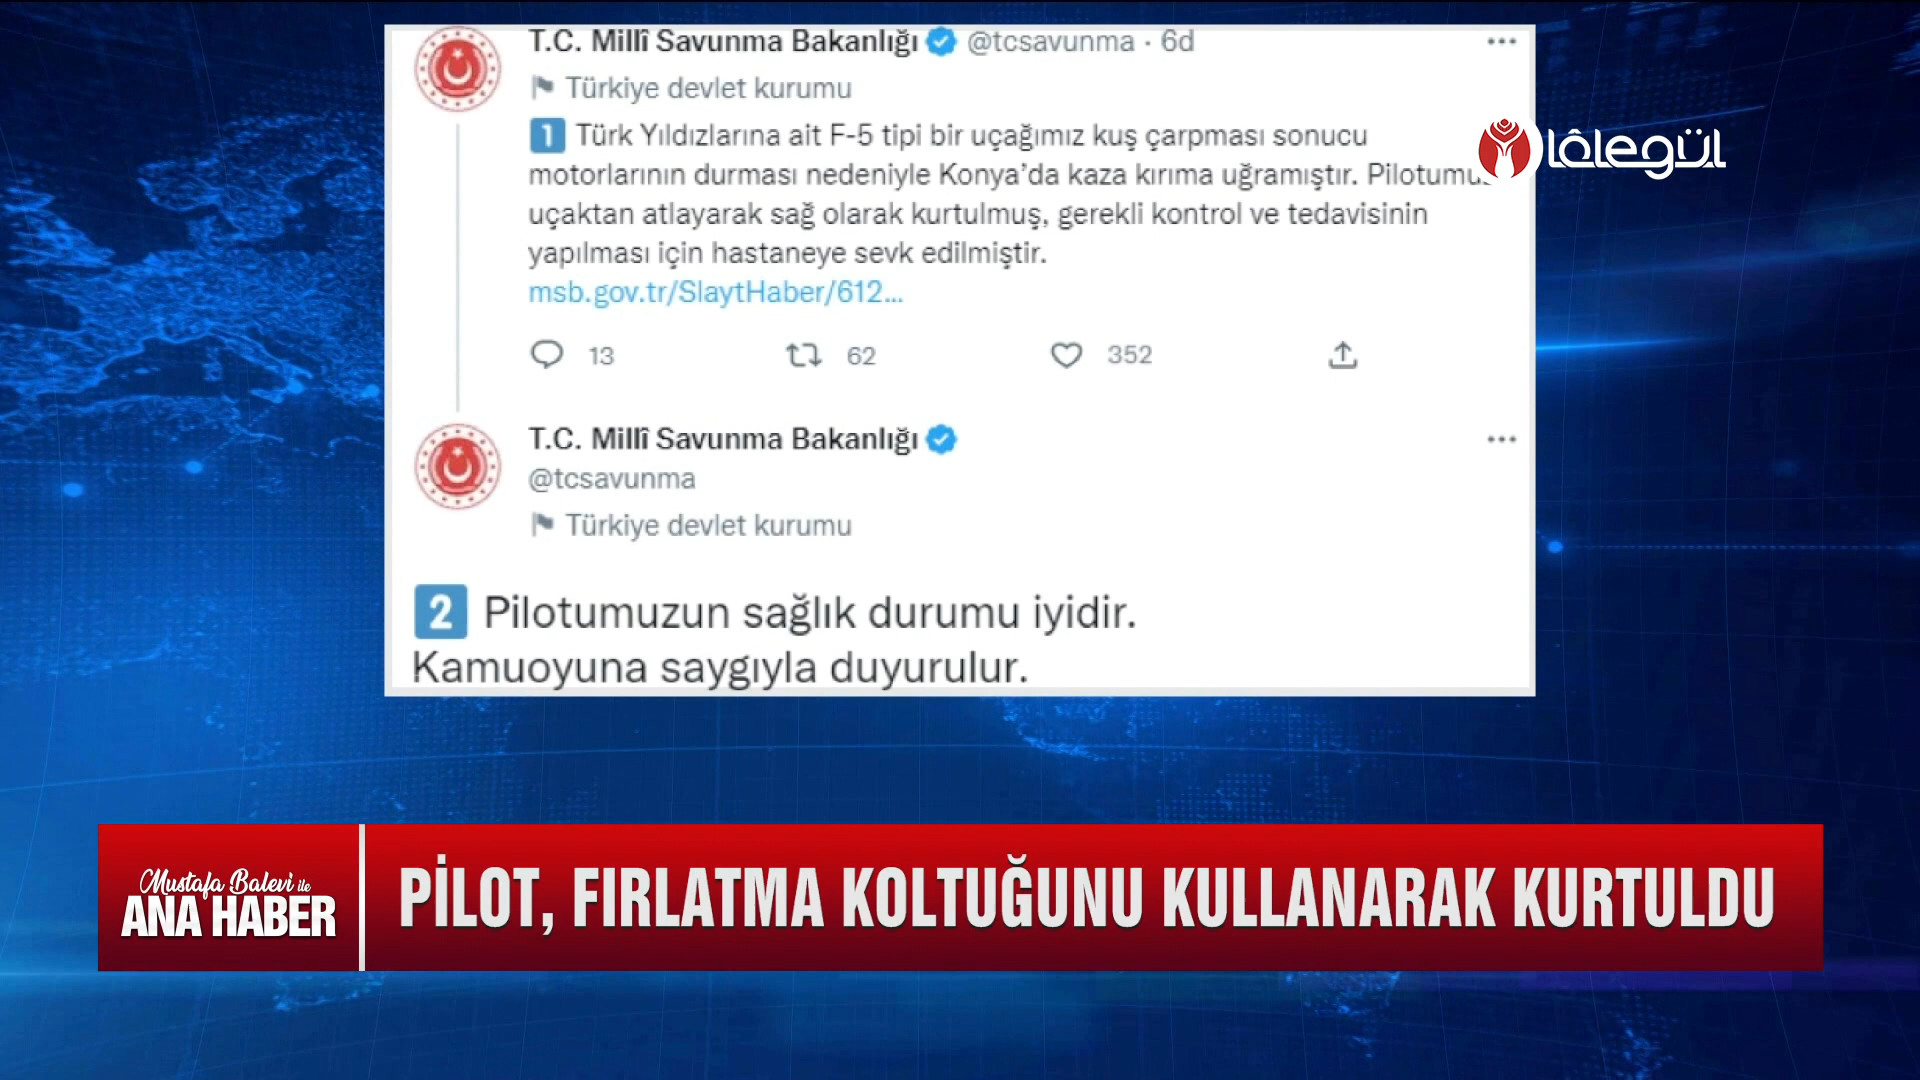 T.C. Millî Savunma Bakanlığı @tcsavunma · 6d
Türkiye devlet kurumu
1 Türk Yıldızlarına ait F-5 tipi bir uçağımız kuş çarpması sonucu
motorlarının durması nedeniyle Konya'da kaza kırıma uğramıştır. Pilotumuz
uçaktan atlayarak sağ olarak kurtulmuş, gerekli kontrol ve tedavisinin
yapılması için hastaneye sevk edilmiştir.
msb.gov.tr/SlaytHaber/612...
13 62 352
T.C. Millî Savunma Bakanlığı
@tcsavunma
Türkiye devlet kurumu
2 Pilotumuzun sağlık durumu iyidir.
Kamuoyuna saygıyla duyurulur.
lâlegül
Mustafa Balevi ile
ANA HABER
PİLOT, FIRLATMA KOLTUĞUNU KULLANARAK KURTULDU